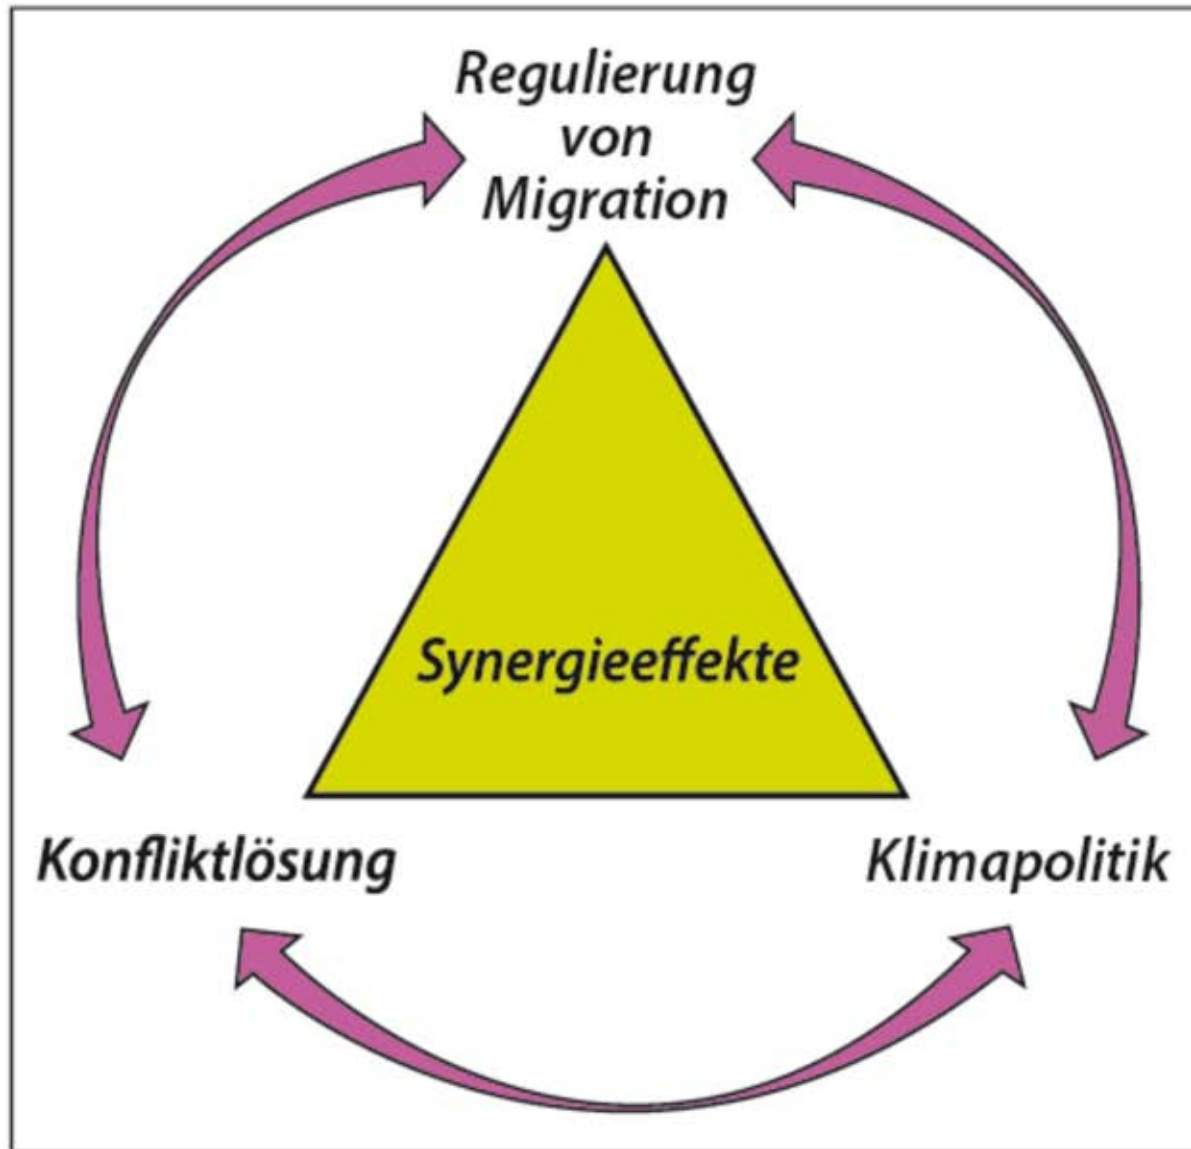 Regulierung
von
Migration
Synergieeffekte
Konfliktlösung
Klimapolitik